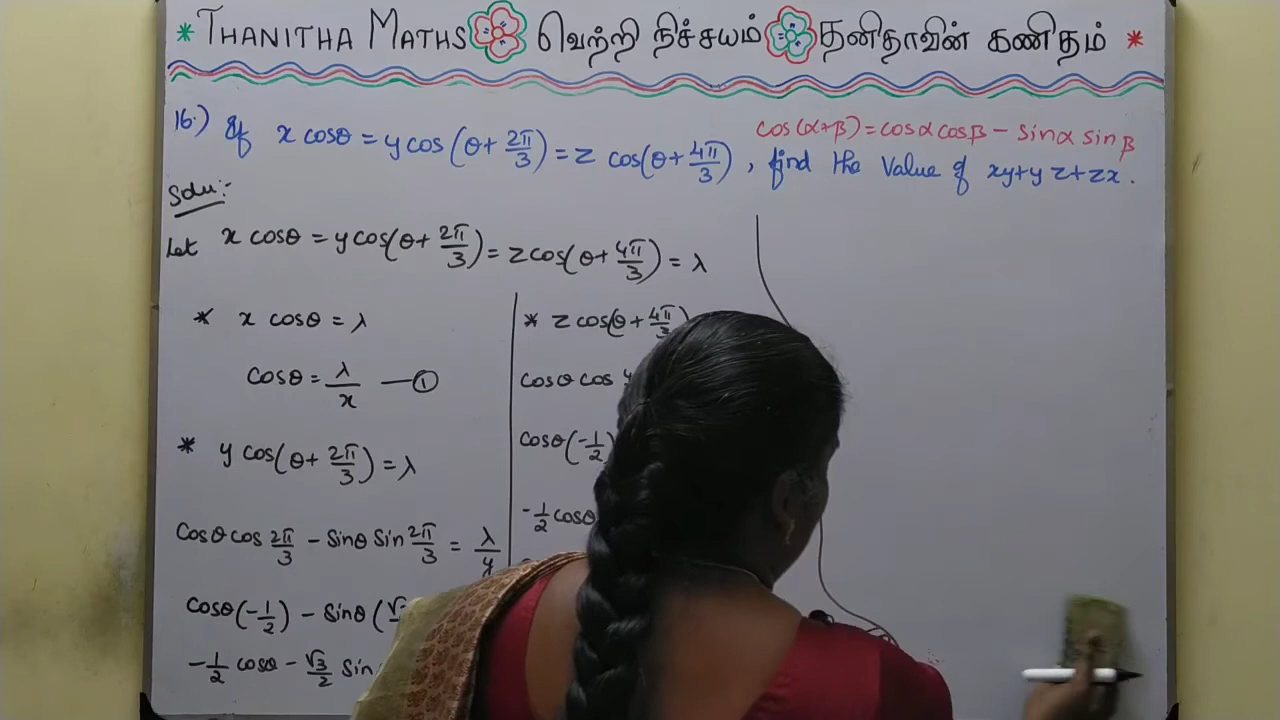 * THANITHA MATHS வெற்றி நிச்சயம் தனிதாவின் கணிதம் *
16.) If x cosθ = y cos(θ + 2π/3) = z cos(θ + 4π/3), find the value of xy + yz + zx.
cos(α+β) = cosα cosβ - sinα sinβ
Solu:-
Let x cosθ = y cos(θ + 2π/3) = z cos(θ + 4π/3) = λ
* x cosθ = λ
cosθ = λ/x —①
* y cos(θ + 2π/3) = λ
cosθ cos 2π/3 - sinθ sin 2π/3 = λ/y
cosθ(-1/2) - sinθ(
-1/2 cosθ - √3/2 sin
* z cos(θ + 4π/3)
cosθ cos
cosθ(-1/2)
-1/2 cosθ